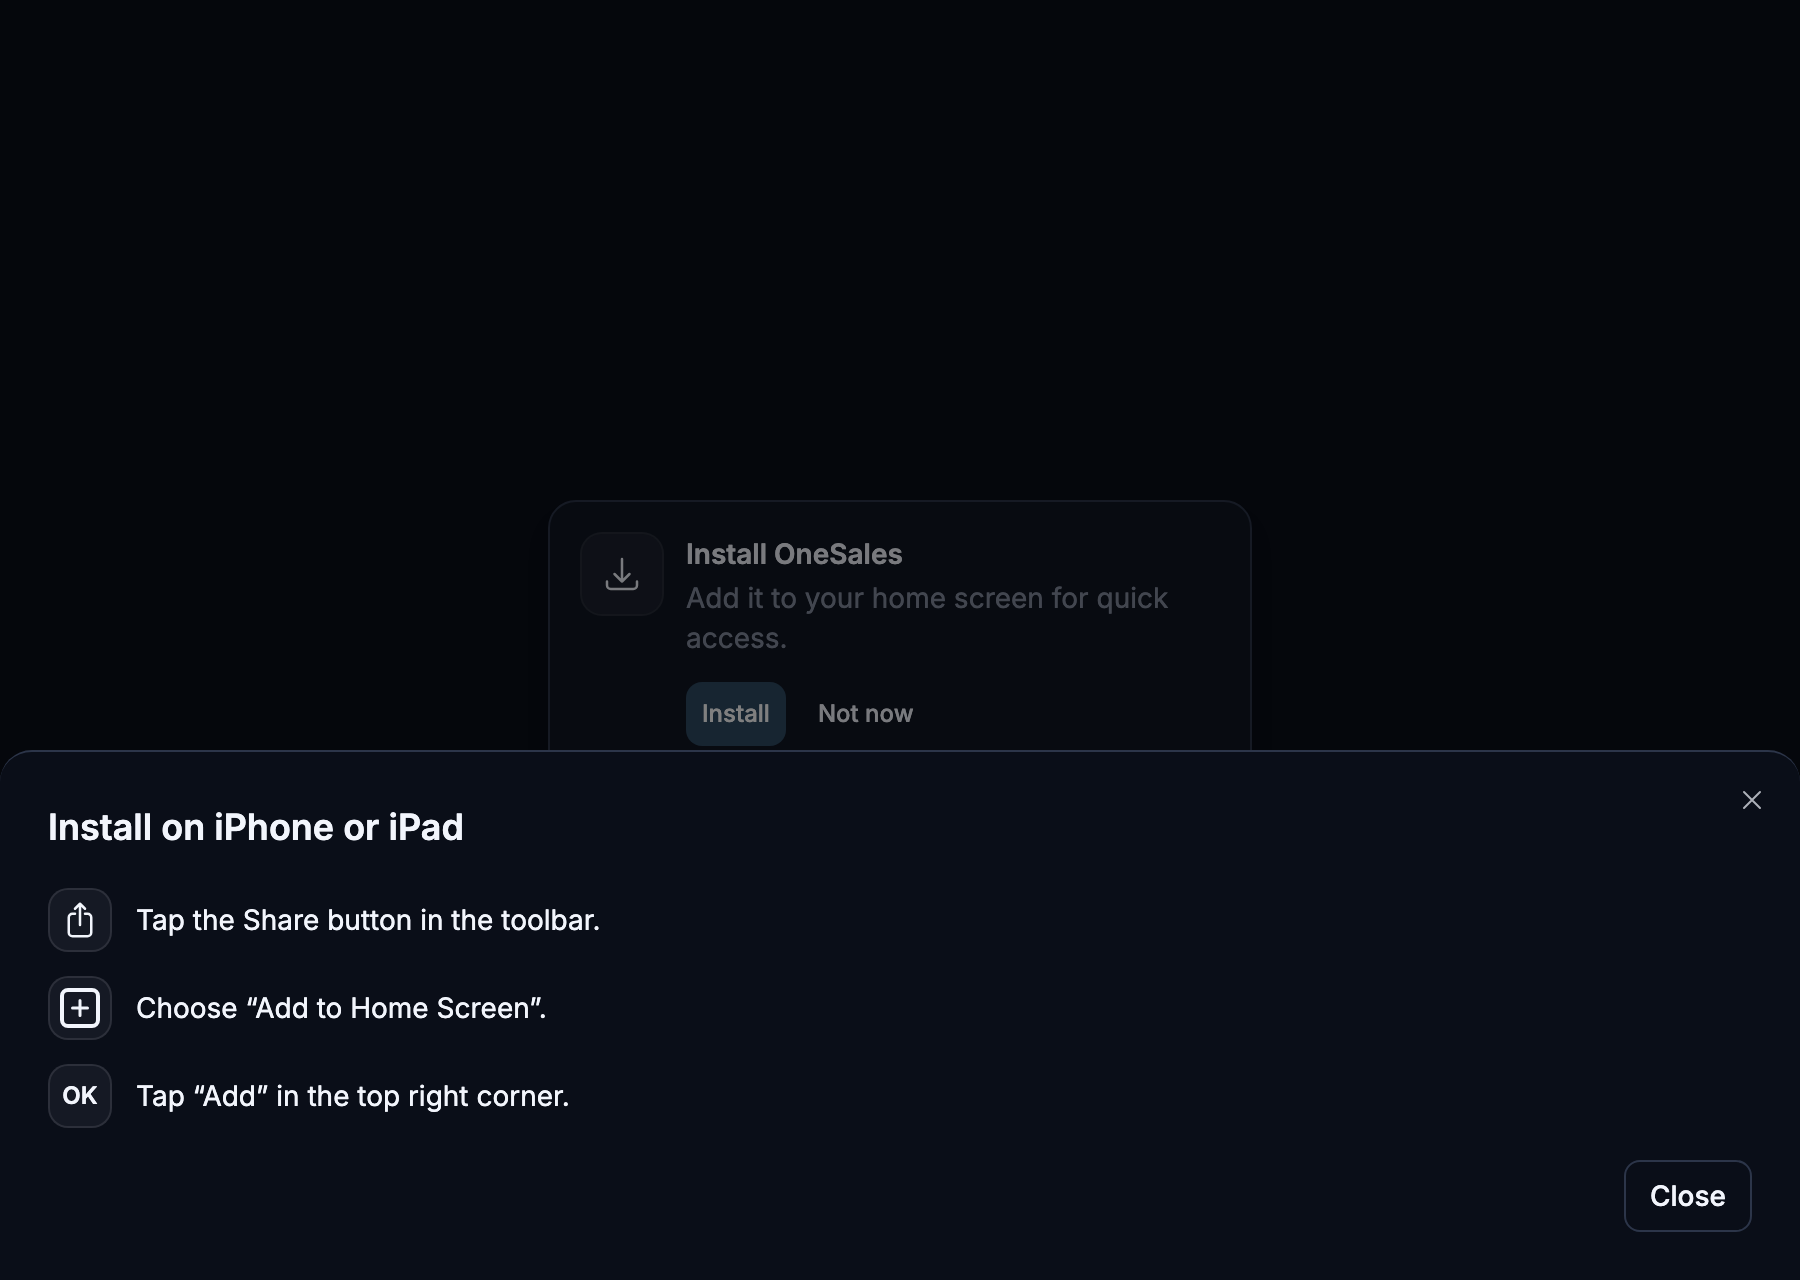 Install OneSales
Add it to your home screen for quick
access.
Install
Not now
Install on iPhone or iPad
Tap the Share button in the toolbar.
Choose “Add to Home Screen”.
OK
Tap “Add” in the top right corner.
Close